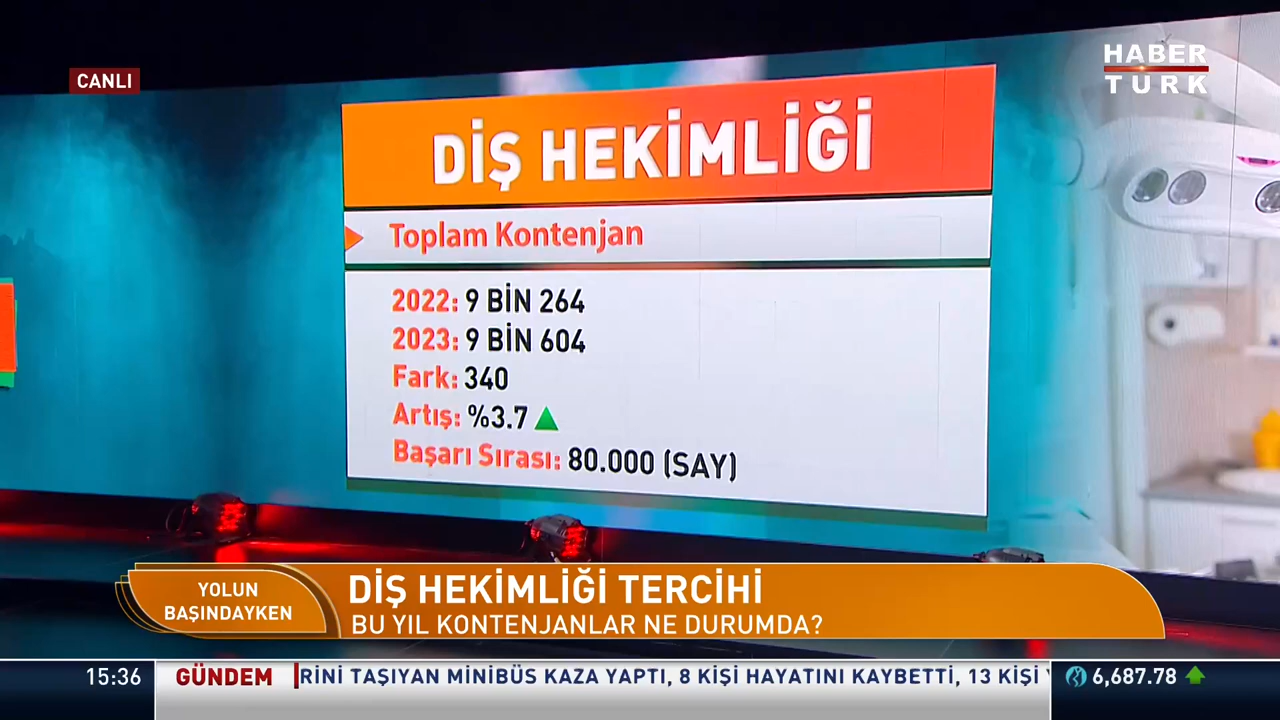 CANLI
HABER
TÜRK
DİŞ HEKİMLİĞİ
Toplam Kontenjan
2022: 9 BİN 264
2023: 9 BİN 604
Fark: 340
Artış: %3.7
Başarı Sırası: 80.000 (SAY)
YOLUN
BAŞINDAYKEN
DİŞ HEKİMLİĞİ TERCİHİ
BU YIL KONTENJANLAR NE DURUMDA?
15:36
GÜNDEM
RİNİ TAŞIYAN MİNİBÜS KAZA YAPTI, 8 KİŞİ HAYATINI KAYBETTİ, 13 KİŞİ
6,687.78